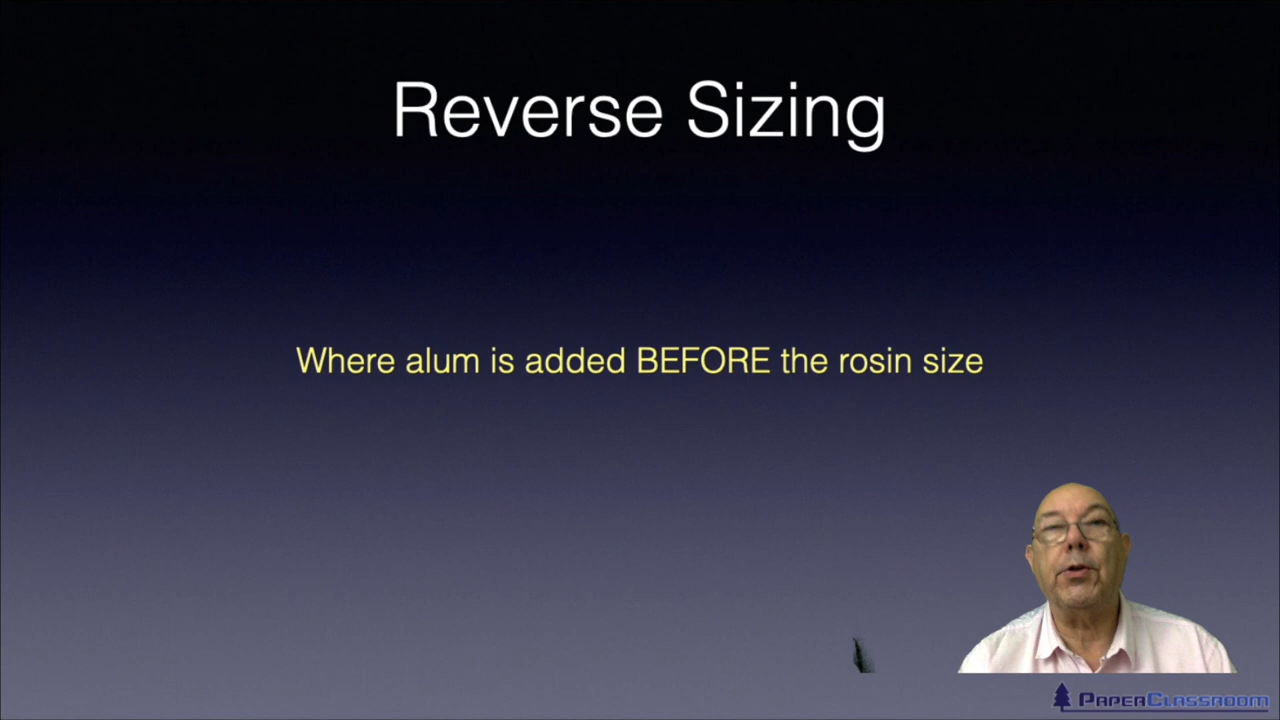 Reverse Sizing
Where alum is added BEFORE the rosin size
PAPERCLASSROOM